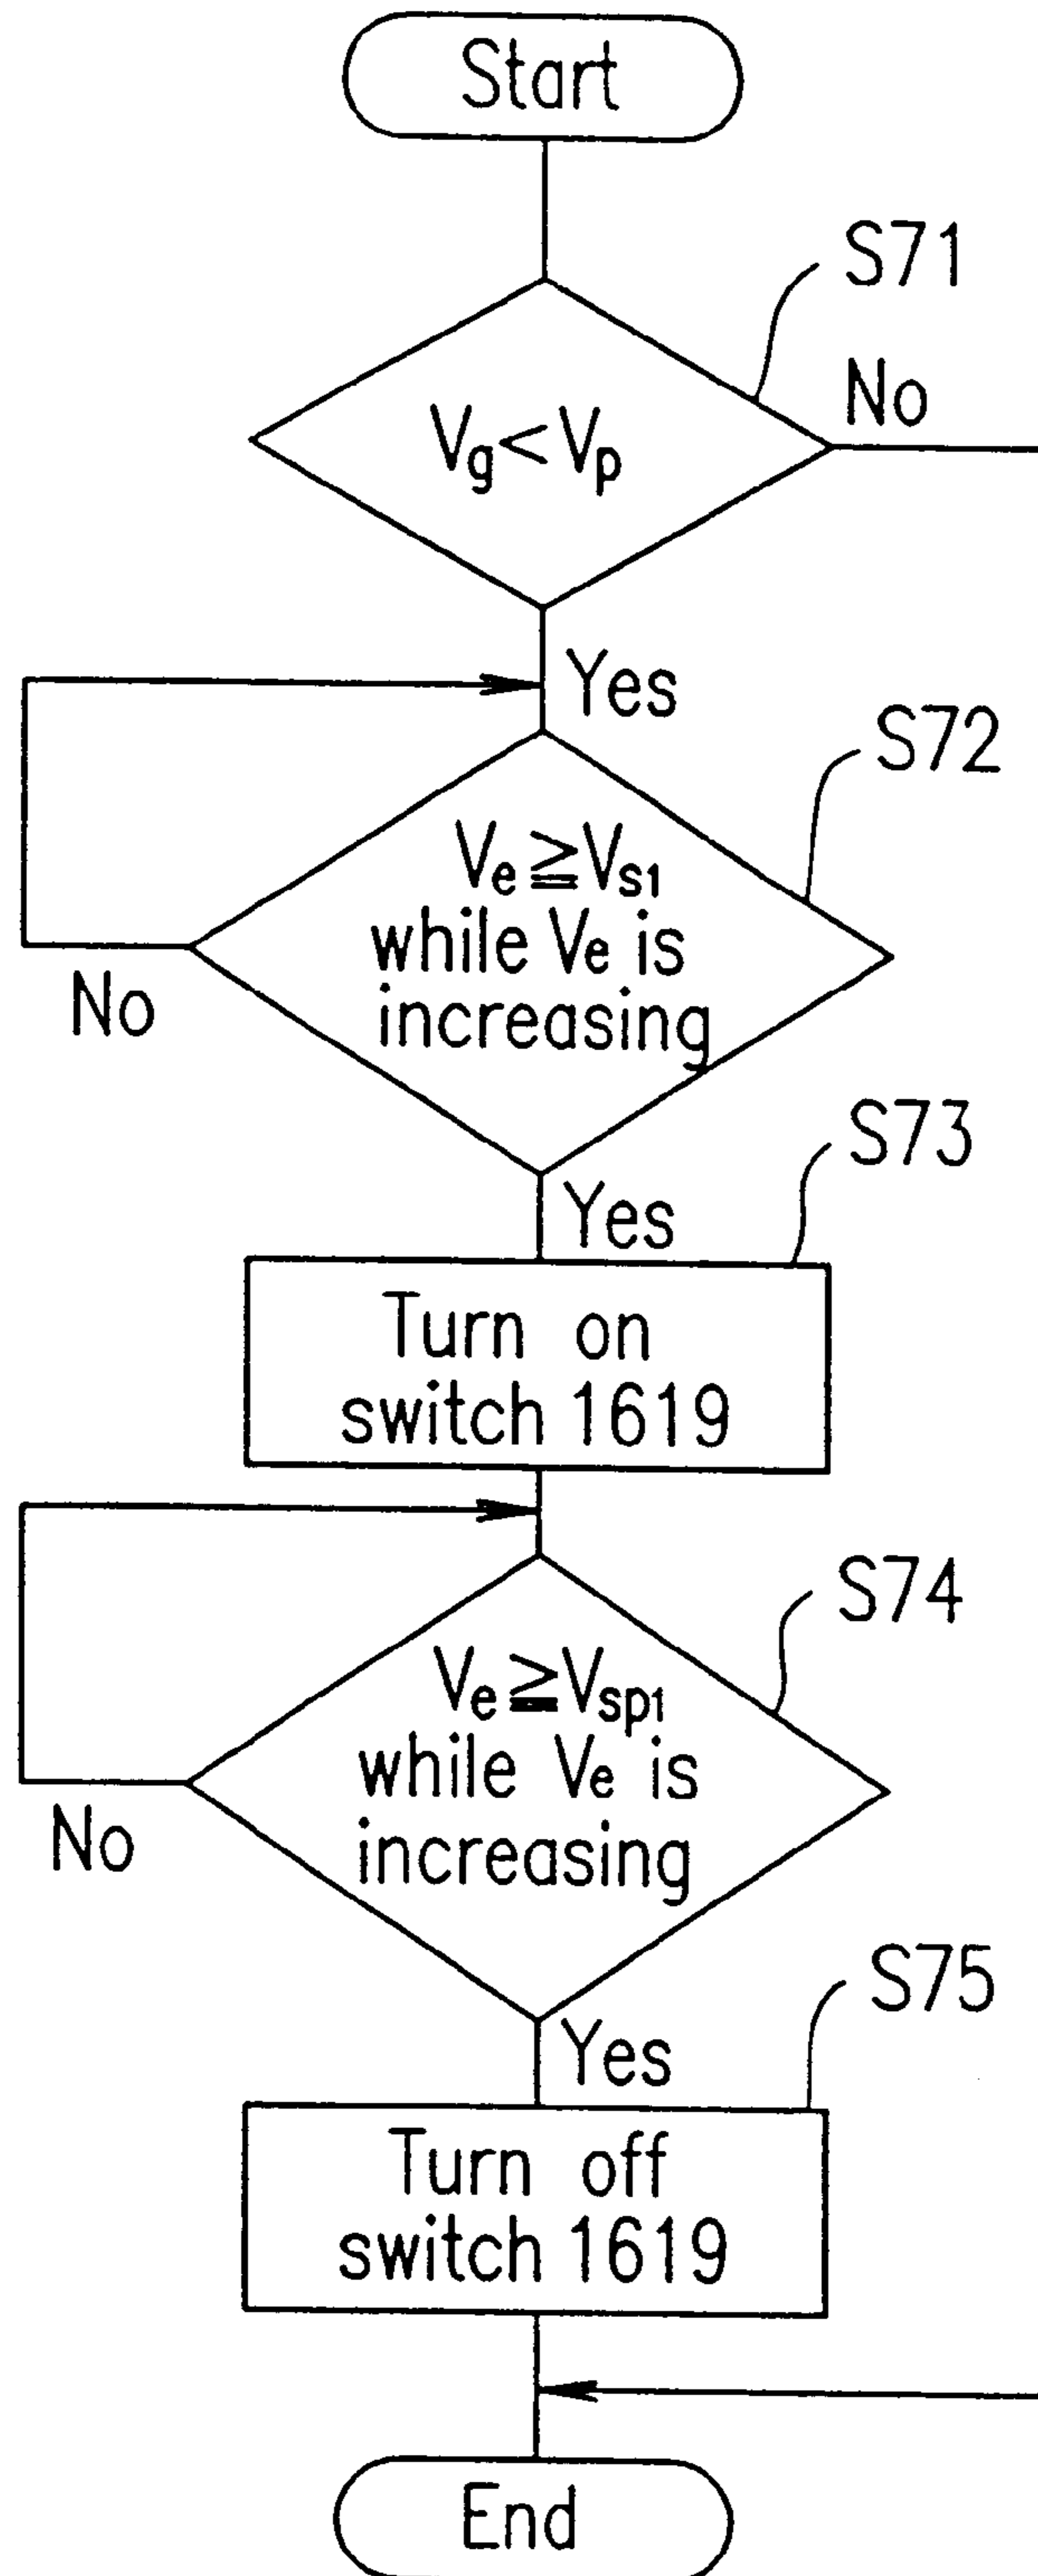 Start
S71
No
Vg<Vp
Yes
S72
Ve≧Vs1
while Ve is
increasing
No
S73
Yes
Turn on
switch 1619
S74
Ve≧Vsp1
while Ve is
increasing
No
S75
Yes
Turn off
switch 1619
End